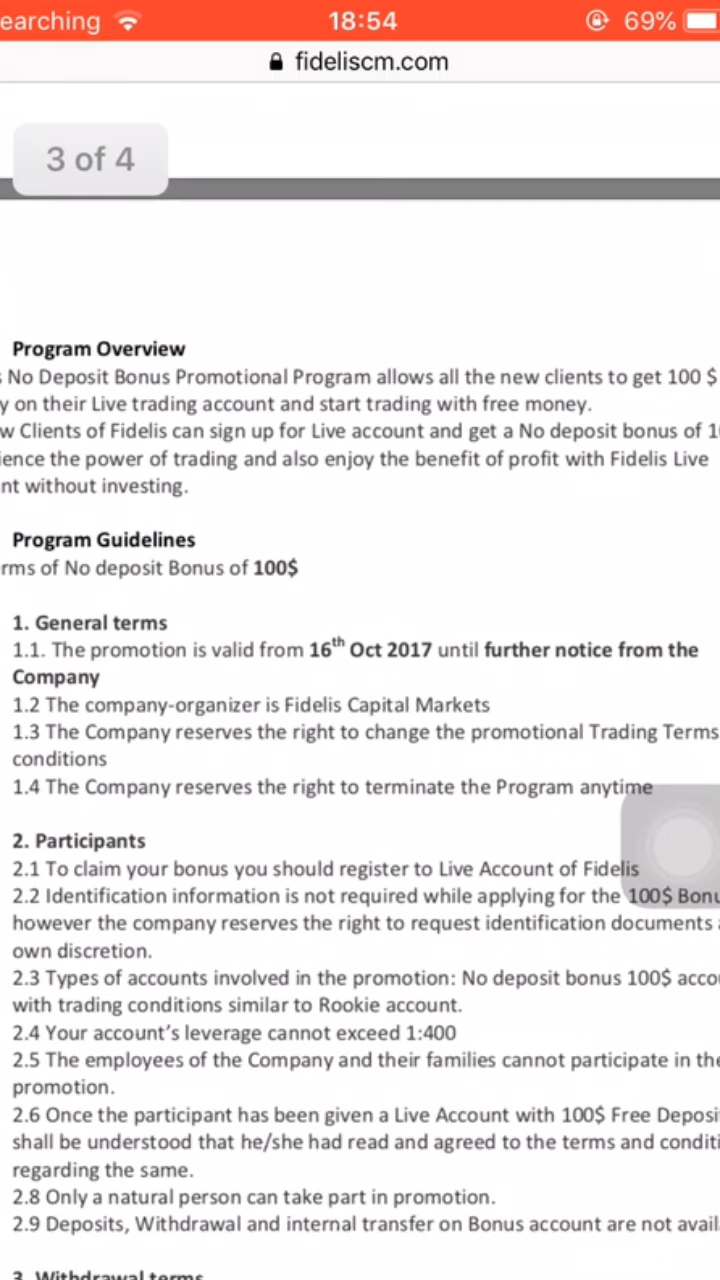 earching 18:54 69%
fideliscm.com
3 of 4
Program Overview
No Deposit Bonus Promotional Program allows all the new clients to get 100 $
y on their Live trading account and start trading with free money.
w Clients of Fidelis can sign up for Live account and get a No deposit bonus of 1
ience the power of trading and also enjoy the benefit of profit with Fidelis Live
nt without investing.
Program Guidelines
rms of No deposit Bonus of 100$
1. General terms
1.1. The promotion is valid from 16th Oct 2017 until further notice from the
Company
1.2 The company-organizer is Fidelis Capital Markets
1.3 The Company reserves the right to change the promotional Trading Terms
conditions
1.4 The Company reserves the right to terminate the Program anytime
2. Participants
2.1 To claim your bonus you should register to Live Account of Fidelis
2.2 Identification information is not required while applying for the 100$ Bonu
however the company reserves the right to request identification documents
own discretion.
2.3 Types of accounts involved in the promotion: No deposit bonus 100$ acco
with trading conditions similar to Rookie account.
2.4 Your account's leverage cannot exceed 1:400
2.5 The employees of the Company and their families cannot participate in the
promotion.
2.6 Once the participant has been given a Live Account with 100$ Free Deposi
shall be understood that he/she had read and agreed to the terms and conditi
regarding the same.
2.8 Only a natural person can take part in promotion.
2.9 Deposits, Withdrawal and internal transfer on Bonus account are not avail
3. Withdrawal terms